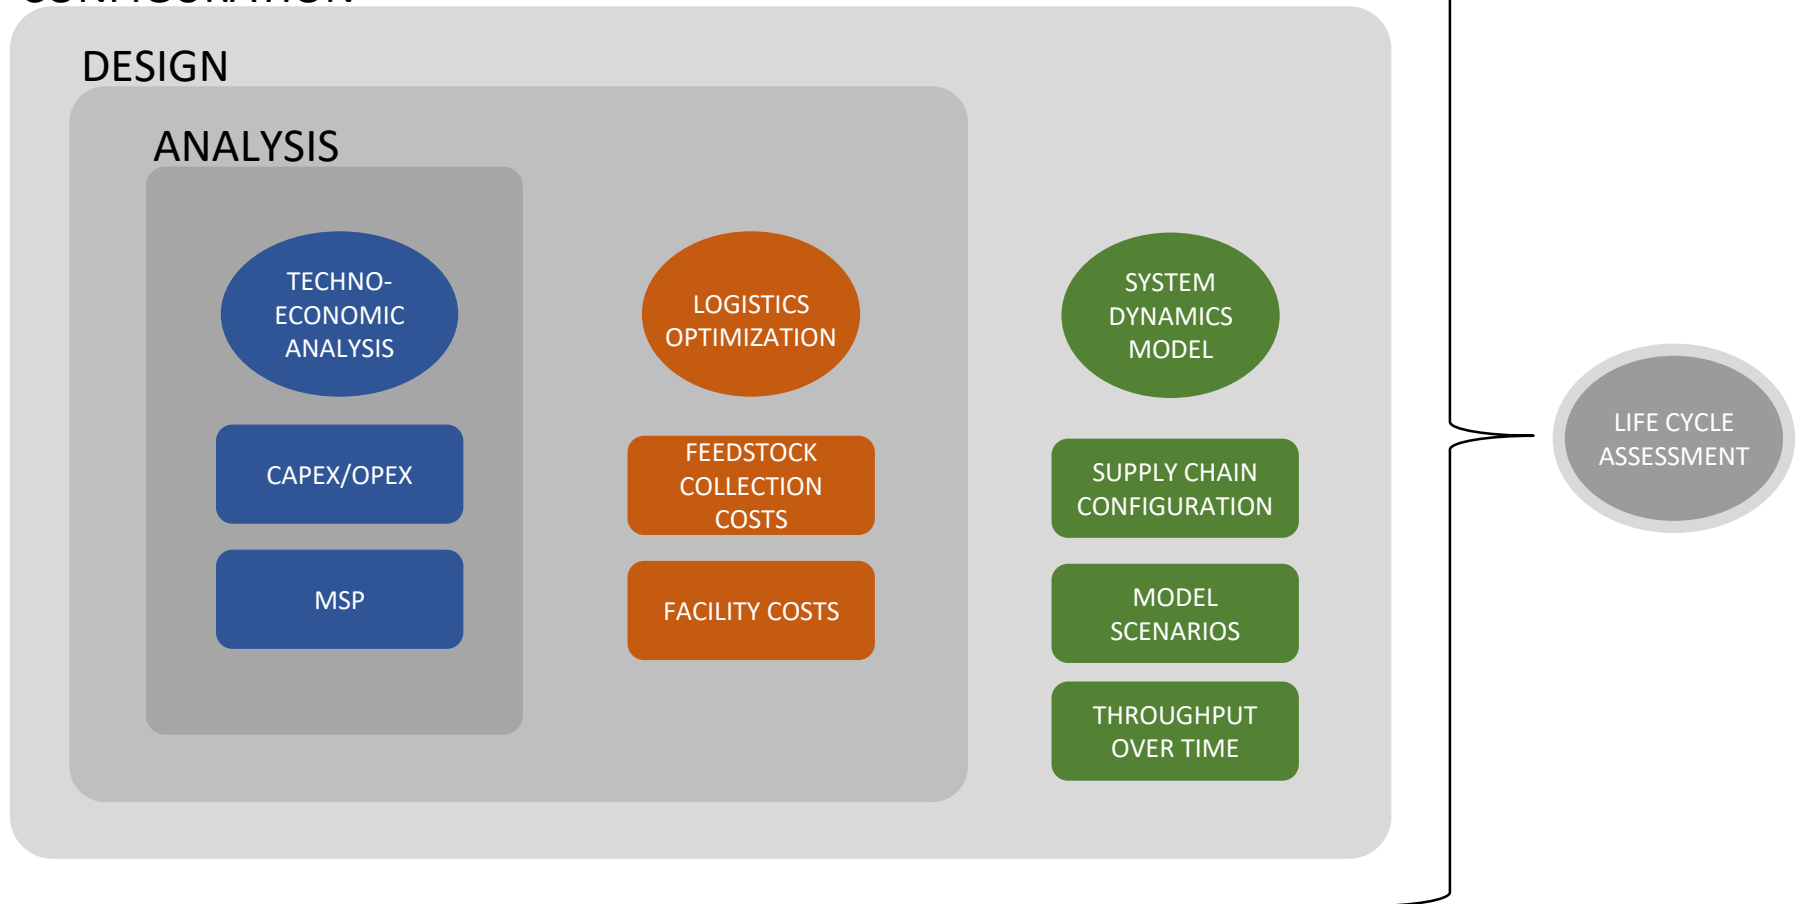 CONFIGURATION
DESIGN
ANALYSIS
TECHNO-
ECONOMIC
ANALYSIS
CAPEX/OPEX
MSP
LOGISTICS
OPTIMIZATION
FEEDSTOCK
COLLECTION
COSTS
FACILITY COSTS
SYSTEM
DYNAMICS
MODEL
SUPPLY CHAIN
CONFIGURATION
MODEL
SCENARIOS
THROUGHPUT
OVER TIME
LIFE CYCLE
ASSESSMENT